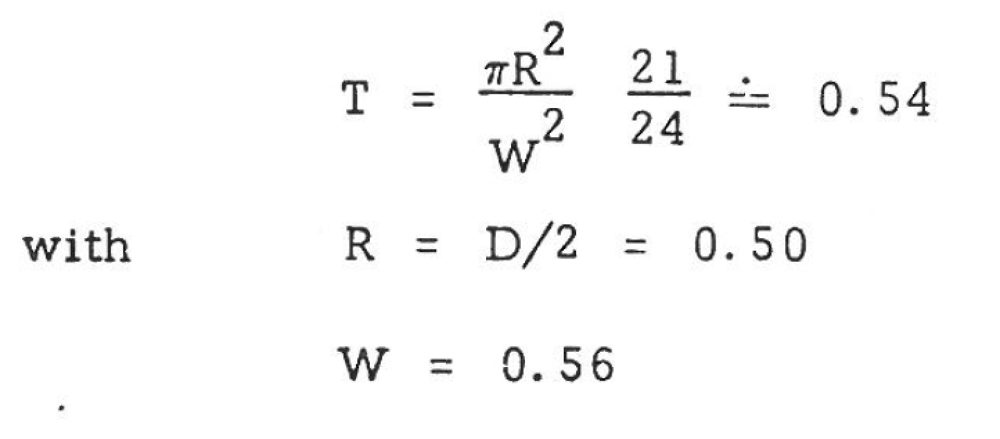 T = πR²/W² 21/24 ≐ 0.54
with R = D/2 = 0.50
W = 0.56